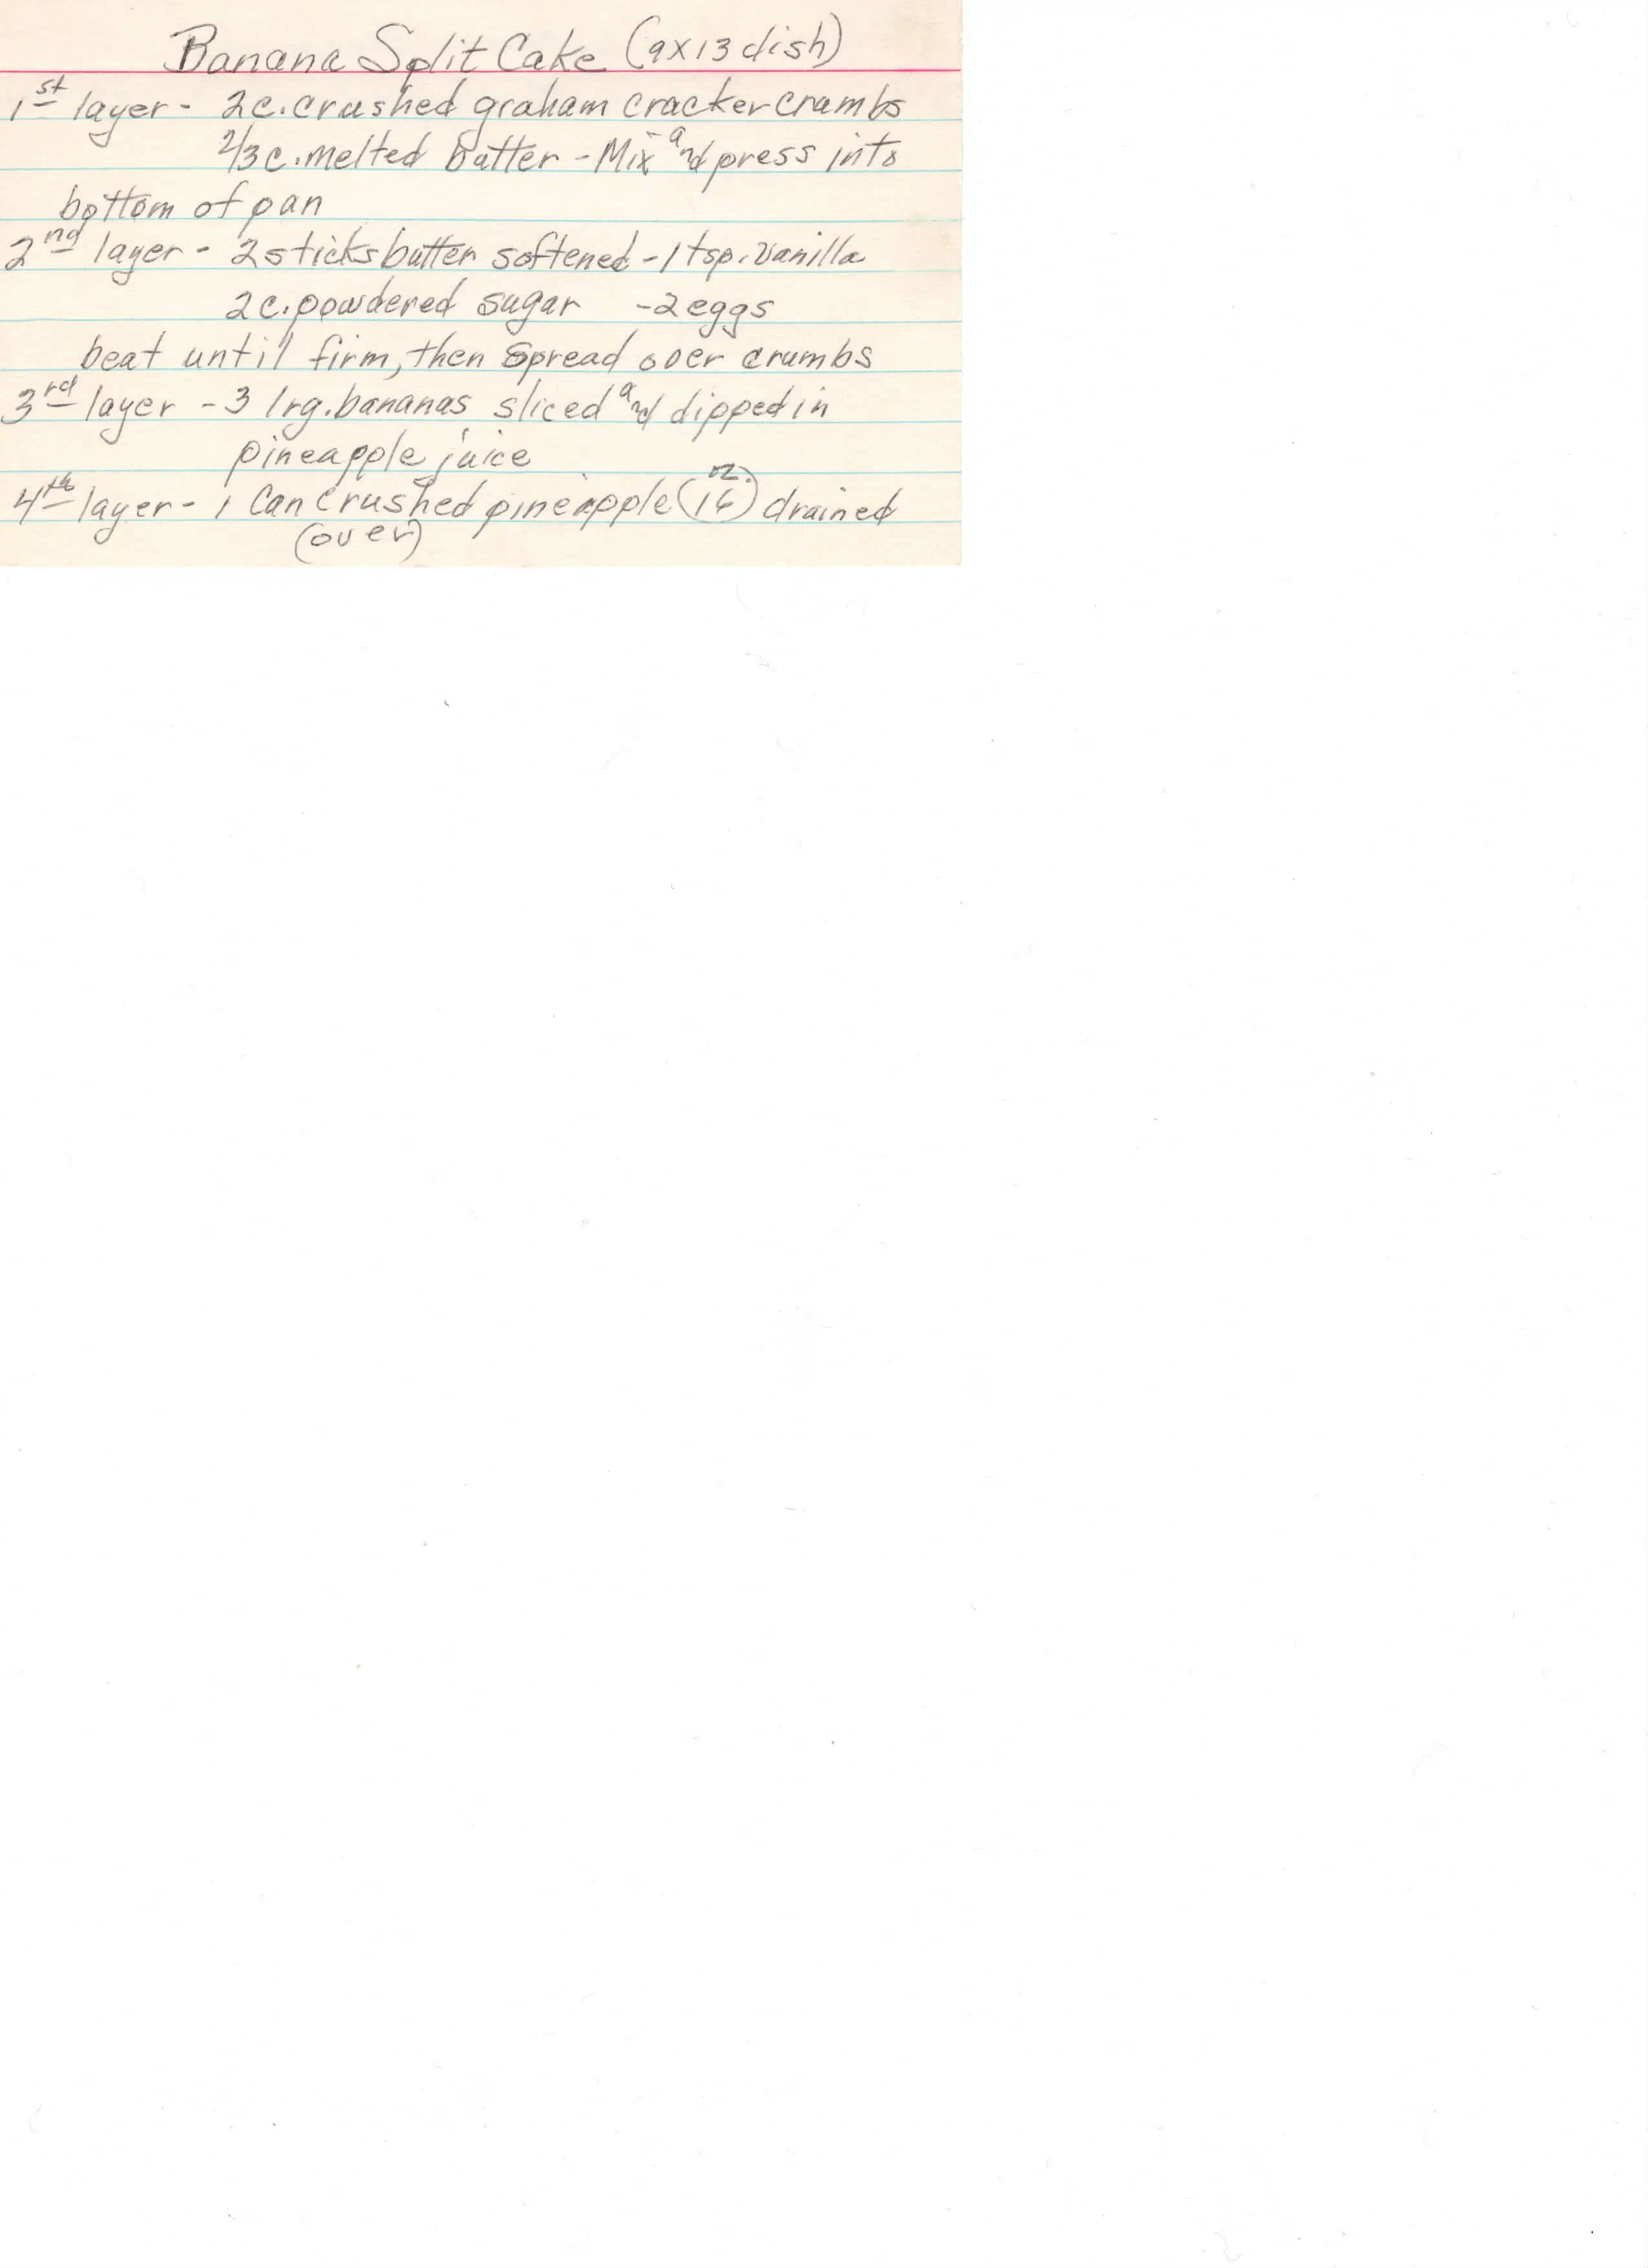 Banana Split Cake (9x13 dish)
1st layer - 2c. crushed graham cracker crumbs
2/3 c. melted butter - Mix and press into
bottom of pan
2nd layer - 2 sticks butter softened - 1 tsp. vanilla
2c. powdered sugar - 2 eggs
beat until firm, then spread over crumbs
3rd layer - 3 lrg. bananas sliced and dipped in
pineapple juice
4th layer - 1 can crushed pineapple (16 oz.) drained
(over)